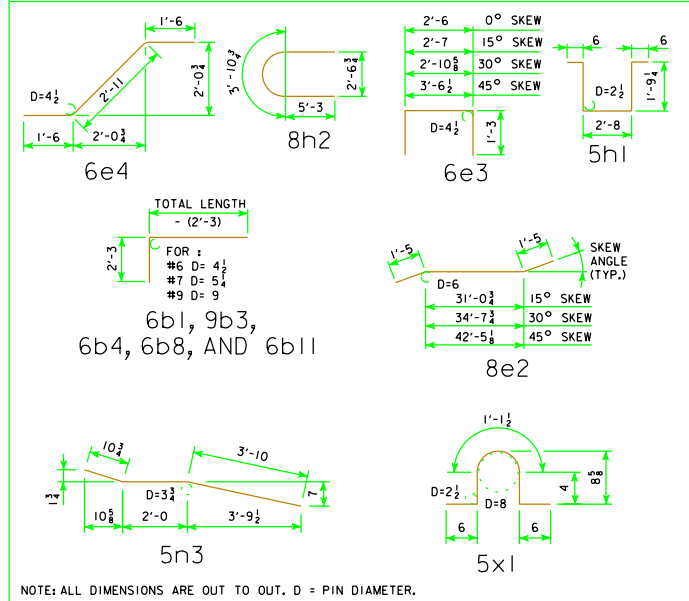 1'-6
D=4½
2'-11
2'-0¾
1'-6
2'-0¾
6e4
3'-10¾
2'-6¾
5'-3
8h2
2'-6 0° SKEW
2'-7 15° SKEW
2'-10⅝ 30° SKEW
3'-6½ 45° SKEW
D=4½
1'-3
6e3
6
6
D=2½
1'-9¼
2'-8
5h1
TOTAL LENGTH
- (2'-3)
2'-3
FOR :
#6 D= 4½
#7 D= 5¼
#9 D= 9
6b1, 9b3,
6b4, 6b8, AND 6b11
1'-5
1'-5
SKEW
ANGLE
(TYP.)
D=6
31'-0¾ 15° SKEW
34'-7¾ 30° SKEW
42'-5⅛ 45° SKEW
8e2
10¾
3'-10
1¾
D=3¾
7
10⅝
2'-0
3'-9½
5n3
1'-1½
D=2½
D=8
4
8⅝
6
6
5x1
NOTE: ALL DIMENSIONS ARE OUT TO OUT. D = PIN DIAMETER.